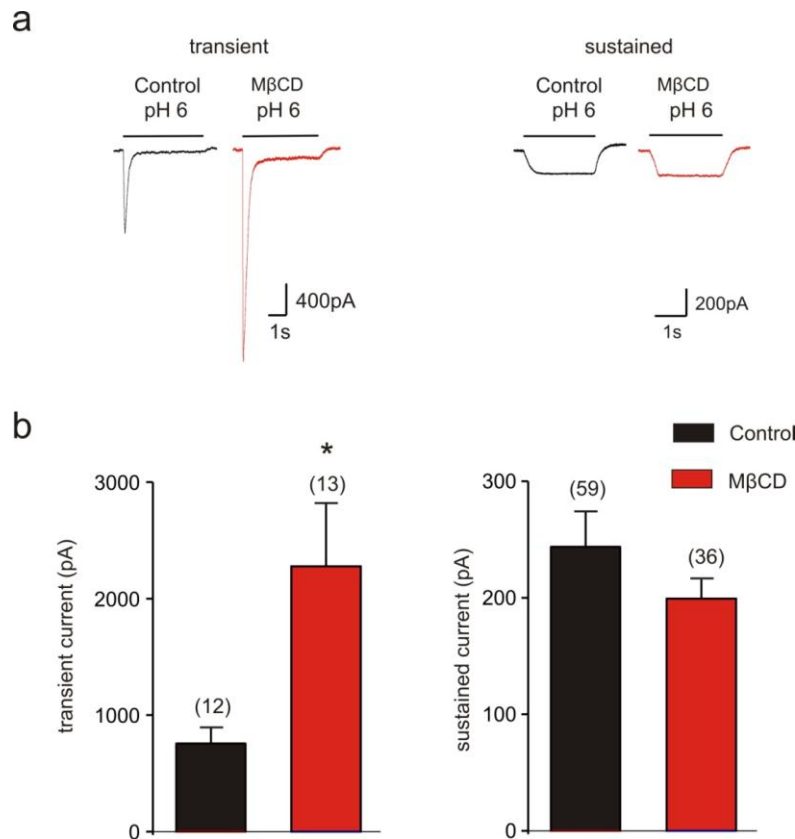 a
transient
sustained
Control
pH 6
MβCD
pH 6
Control
pH 6
MβCD
pH 6
400pA
1s
200pA
1s
b
Control
MβCD
transient current (pA)
3000
2000
1000
0
(12)
*
(13)
sustained current (pA)
300
200
100
0
(59)
(36)